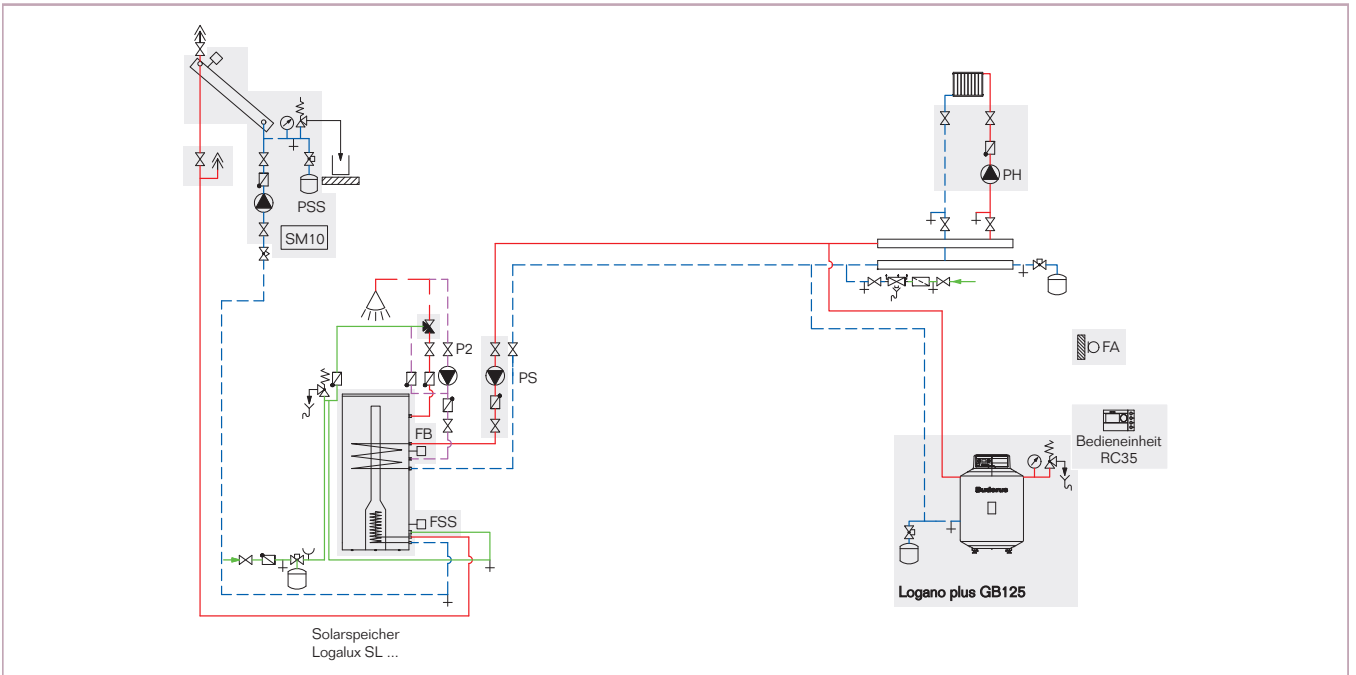 PSS
SM10
PH
P2
PS
FA
FB
Bedieneinheit
RC35
Buderus
FSS
Logano plus GB125
Solarspeicher
Logalux SL ...